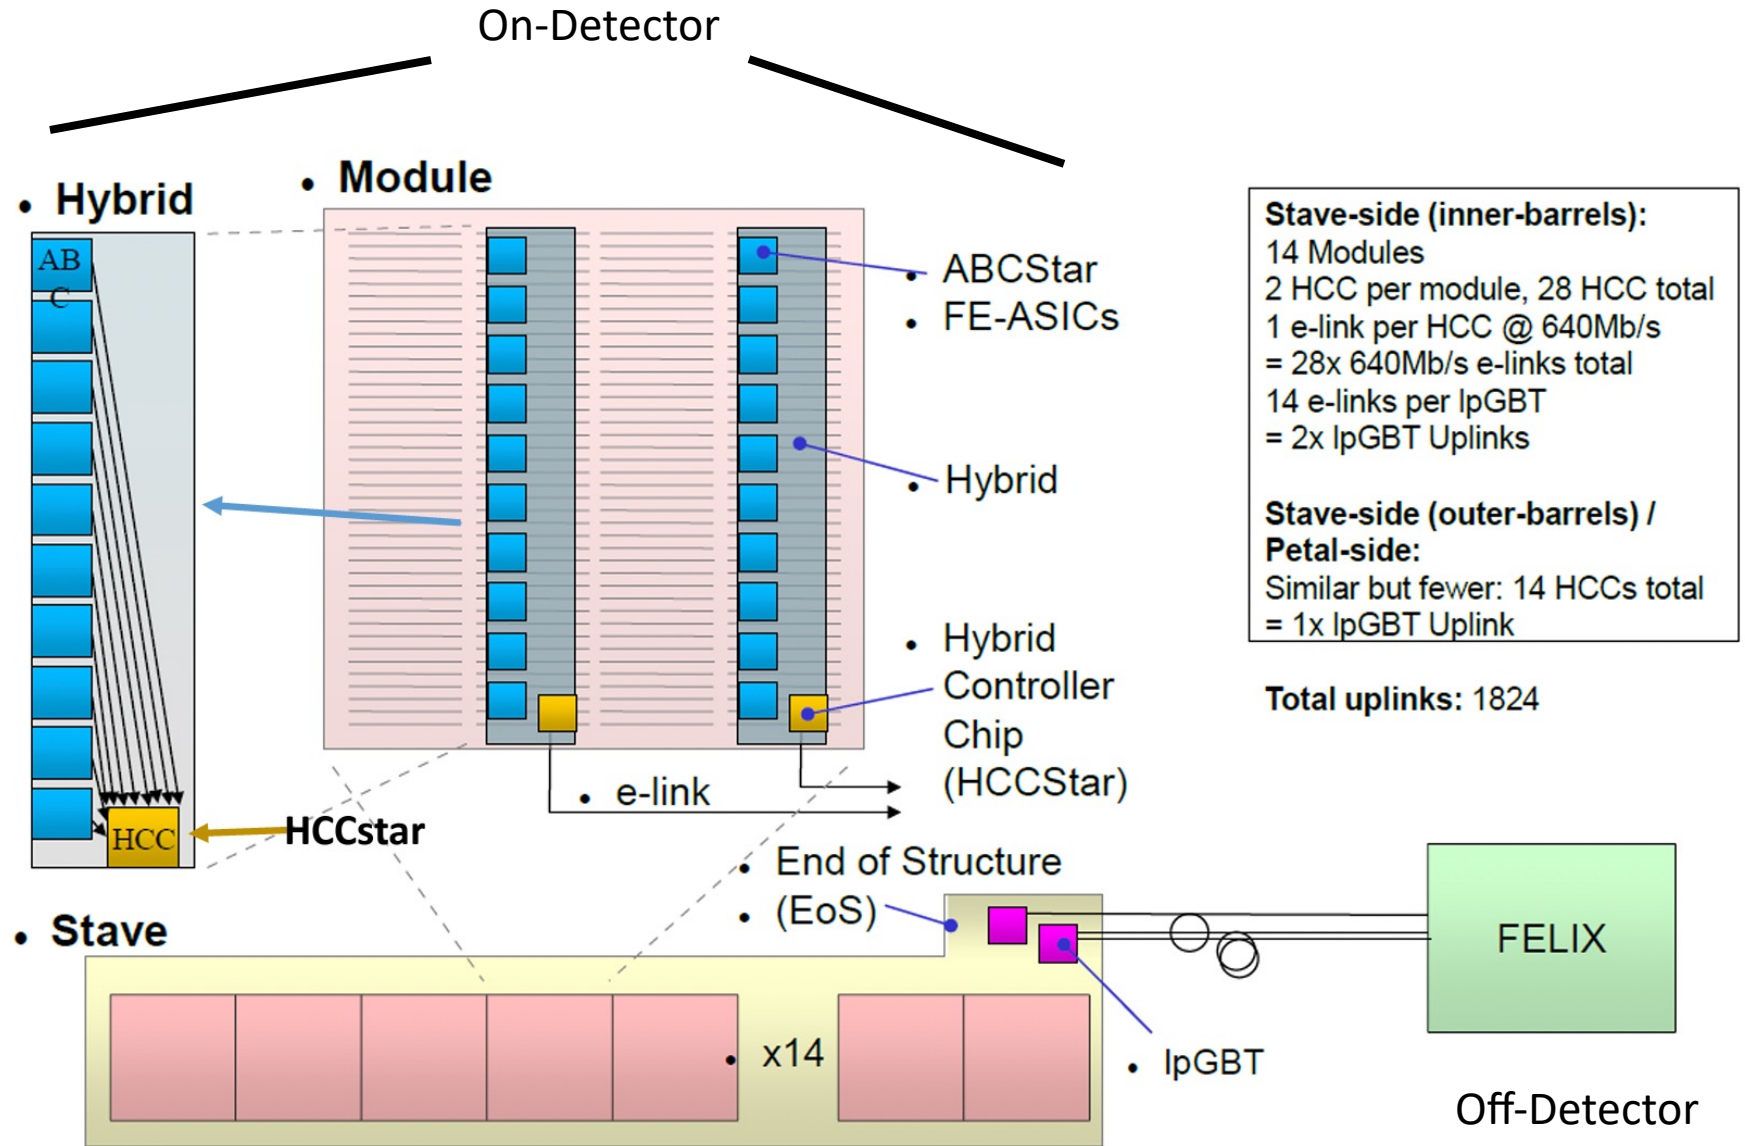 On-Detector
• Hybrid
• Module
AB
C
HCC
HCCstar
• ABCStar
• FE-ASICs
• Hybrid
• Hybrid
Controller
Chip
(HCCStar)
• e-link
Stave-side (inner-barrels):
14 Modules
2 HCC per module, 28 HCC total
1 e-link per HCC @ 640Mb/s
= 28x 640Mb/s e-links total
14 e-links per lpGBT
= 2x lpGBT Uplinks
Stave-side (outer-barrels) /
Petal-side:
Similar but fewer: 14 HCCs total
= 1x lpGBT Uplink
Total uplinks: 1824
• End of Structure
• (EoS)
• Stave
• x14
• lpGBT
FELIX
Off-Detector